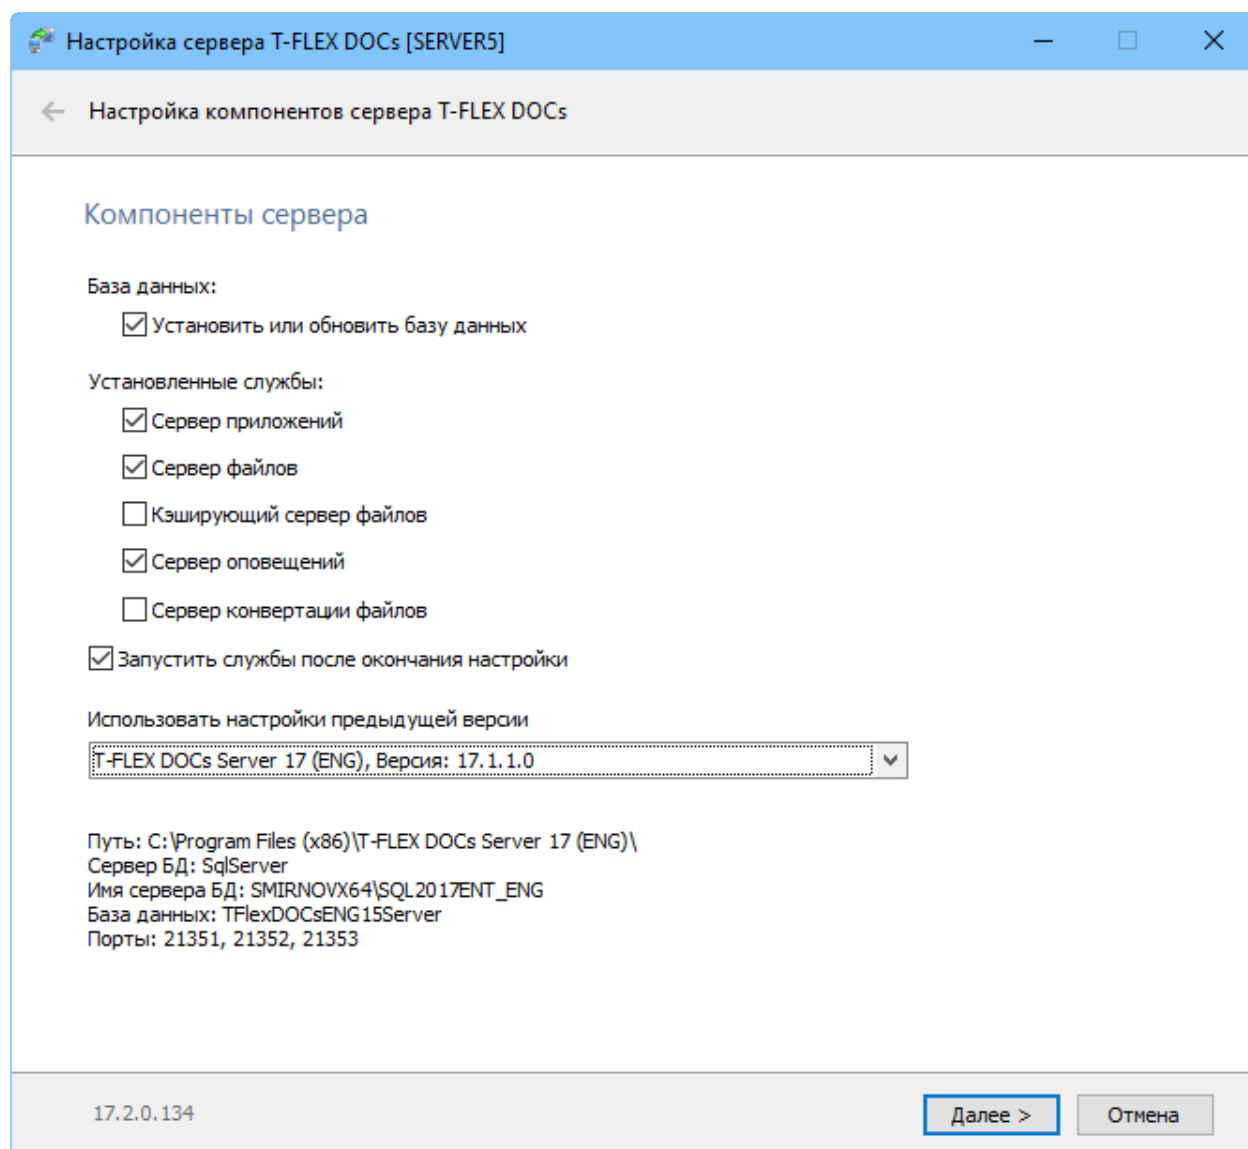 Настройка сервера T-FLEX DOCs [SERVER5]
Настройка компонентов сервера T-FLEX DOCs
Компоненты сервера
База данных:
Установить или обновить базу данных
Установленные службы:
Сервер приложений
Сервер файлов
Кэширующий сервер файлов
Сервер оповещений
Сервер конвертации файлов
Запустить службы после окончания настройки
Использовать настройки предыдущей версии
T-FLEX DOCs Server 17 (ENG), Версия: 17.1.1.0
Путь: C:\Program Files (x86)\T-FLEX DOCs Server 17 (ENG)\
Сервер БД: SqlServer
Имя сервера БД: SMIRNOVX64\SQL2017ENT_ENG
База данных: TFlexDOCsENG15Server
Порты: 21351, 21352, 21353
17.2.0.134
Далее >
Отмена